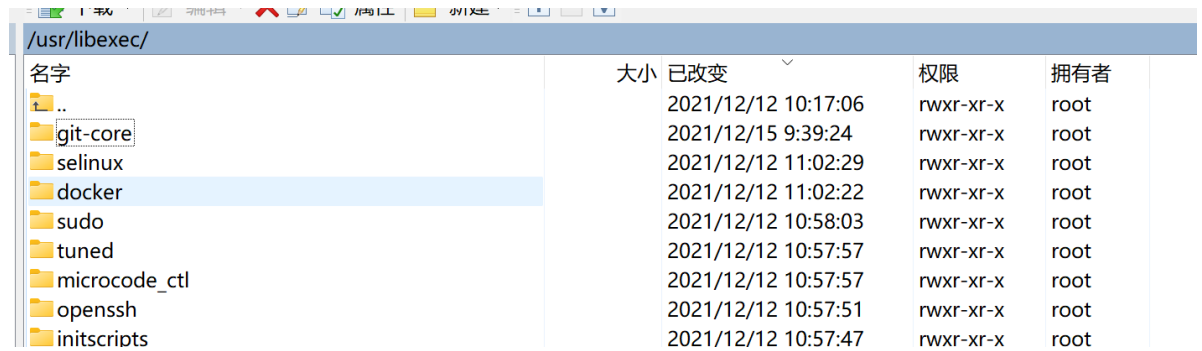 下载 编辑 属性 新建
/usr/libexec/
名字 大小 已改变 权限 拥有者
.. 2021/12/12 10:17:06 rwxr-xr-x root
git-core 2021/12/15 9:39:24 rwxr-xr-x root
selinux 2021/12/12 11:02:29 rwxr-xr-x root
docker 2021/12/12 11:02:22 rwxr-xr-x root
sudo 2021/12/12 10:58:03 rwxr-xr-x root
tuned 2021/12/12 10:57:57 rwxr-xr-x root
microcode_ctl 2021/12/12 10:57:57 rwxr-xr-x root
openssh 2021/12/12 10:57:51 rwxr-xr-x root
initscripts 2021/12/12 10:57:47 rwxr-xr-x root